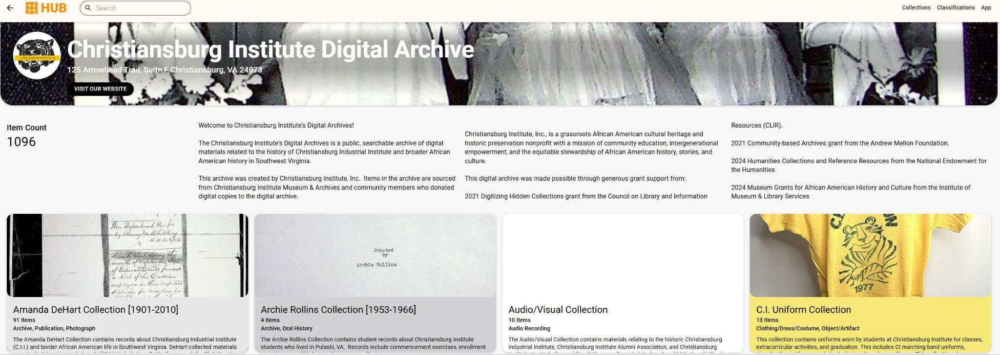 HUB
Search
Collections Classifications App
CHRISTIANSBURG INSTITUTE, INC.
Christiansburg Institute Digital Archive
125 Arrowhead Trail, Suite F Christiansburg, VA 24073
VISIT OUR WEBSITE
Item Count
1096
Welcome to Christiansburg Institute's Digital Archives!
The Christiansburg Institute's Digital Archives is a public, searchable archive of digital
materials related to the history of Christiansburg Industrial Institute and broader African
American history in Southwest Virginia.
This archive was created by Christiansburg Institute, Inc.  Items in the archive are sourced
from Christiansburg Institute Museum & Archives and community members who donated
digital copies to the digital archive.
Christiansburg Institute, Inc., is a grassroots African American cultural heritage and
historic preservation nonprofit with a mission of community education, intergenerational
empowerment, and the equitable stewardship of African American history, stories, and
culture.
This digital archive was made possible through generous grant support from:
2021 Digitizing Hidden Collections grant from the Council on Library and Information
Resources (CLIR).
2021 Community-based Archives grant from the Andrew Mellon Foundation.
2024 Humanities Collections and Reference Resources from the National Endowment for
the Humanities
2024 Museum Grants for African American History and Culture from the Institute of
Museum & Library Services
War Department, Bu
by Henry M. Whittlesey
a.a.a.G
Directs that during the
months of September,
of Education will forward
a list of the Civilian
employees in their respective
Districts, for insertion in
Amanda DeHart Collection [1901-2010]
91 Items
Archive, Publication, Photograph
The Amanda DeHart Collection contains records about Christiansburg Industrial Institute
(C.I.I.) and border African American life in Southwest Virginia. DeHart collected materials
Donated
by
Archie Rollins
Archie Rollins Collection [1953-1966]
4 Items
Archive, Oral History
The Archie Rollins Collection contains student records about Christiansburg Institute
students who lived in Pulaski, VA.  Records include commencement exercises, enrollment
Audio/Visual Collection
10 Items
Audio Recording
The Audio/Visual Collection contains materials relating to the historic Christiansburg
Industrial Institute, Christiansburg Institute Alumni Association, and Christiansburg
1977
C.I. Uniform Collection
13 Items
Clothing/Dress/Costume, Object/Artifact
This collection contains uniforms worn by students at Christiansburg Institute for classes,
extracurricular activities, and graduation. This includes CI marching band uniforms,